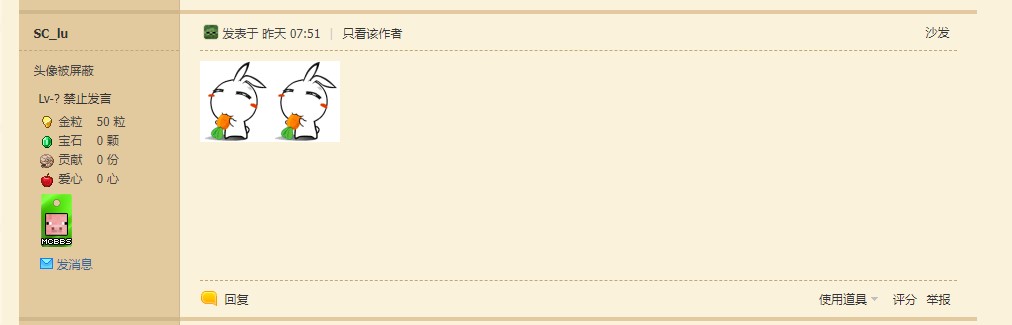 SC_lu
发表于 昨天 07:51 | 只看该作者
沙发
头像被屏蔽
Lv-? 禁止发言
金粒 50 粒
宝石 0 颗
贡献 0 份
爱心 0 心
MCBBS
发消息
回复
使用道具 评分 举报